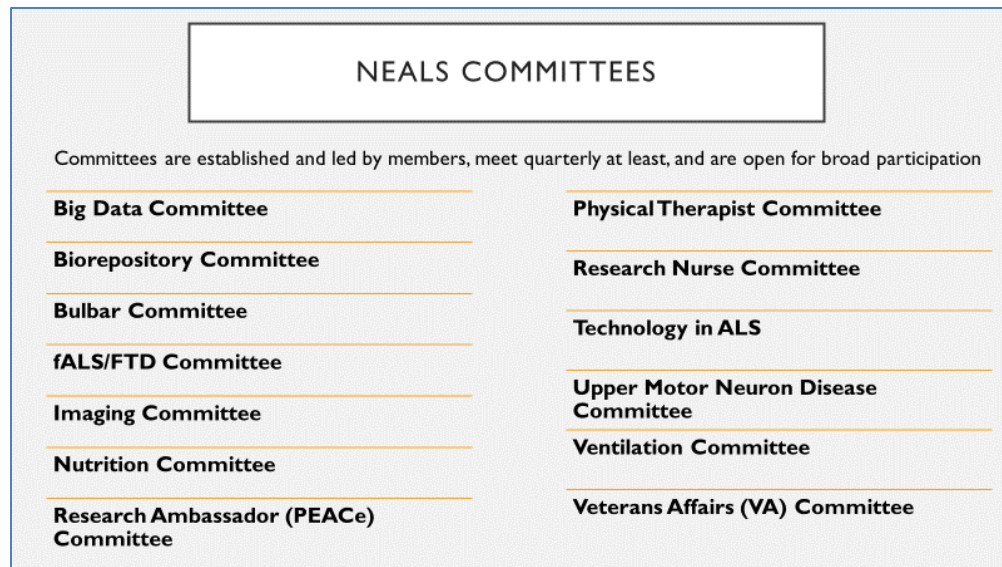 NEALS COMMITTEES
Committees are established and led by members, meet quarterly at least, and are open for broad participation
Big Data Committee
Biorepository Committee
Bulbar Committee
fALS/FTD Committee
Imaging Committee
Nutrition Committee
Research Ambassador (PEACe)
Committee
Physical Therapist Committee
Research Nurse Committee
Technology in ALS
Upper Motor Neuron Disease
Committee
Ventilation Committee
Veterans Affairs (VA) Committee